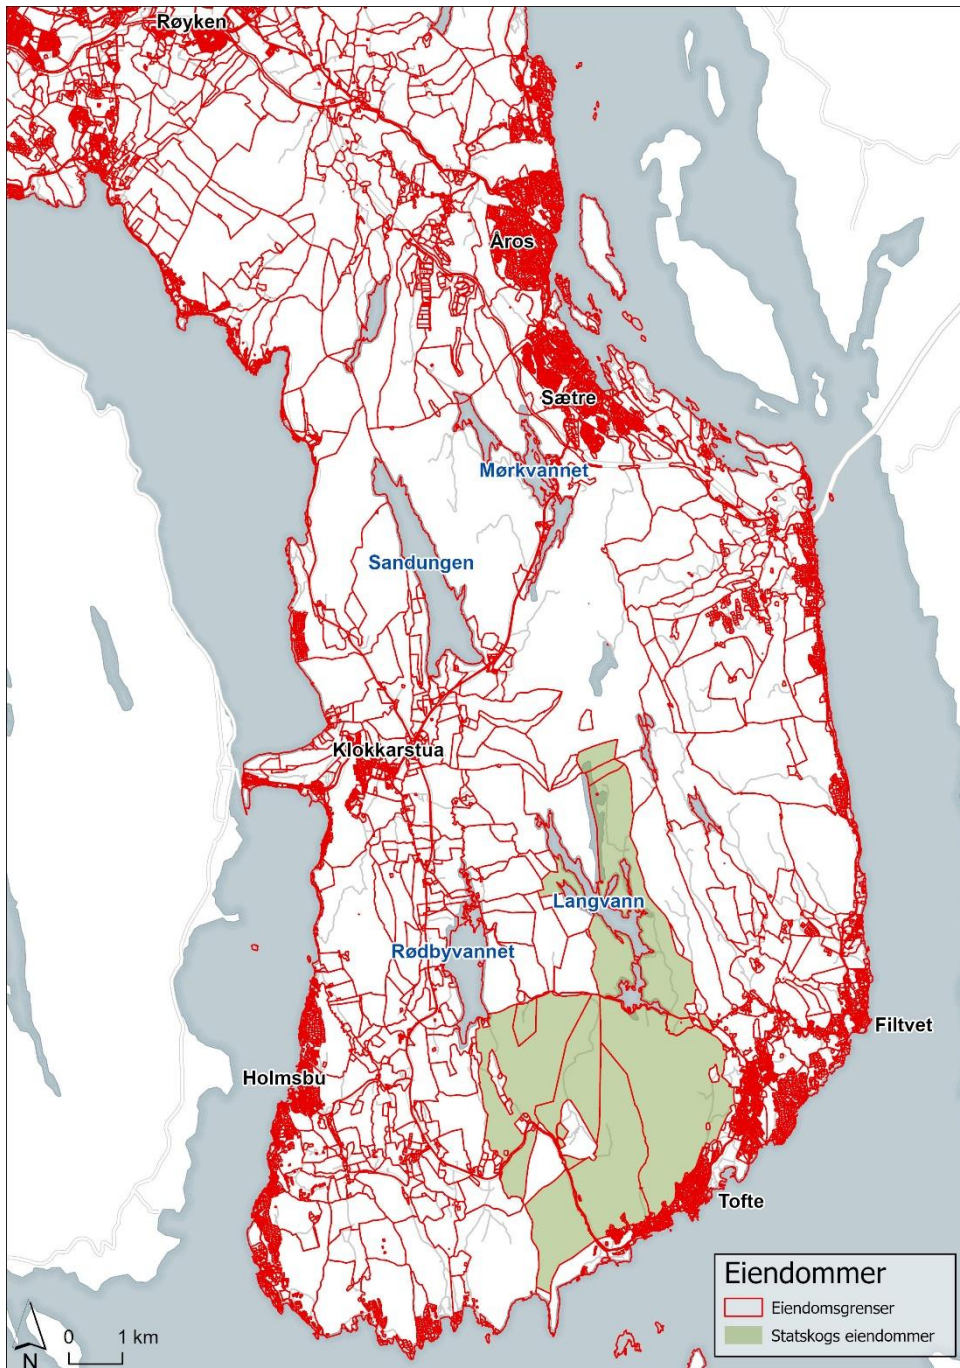 Røyken
Åros
Sætre
Mørkvannet
Sandungen
Klokkarstua
Langvann
Rødbyvannet
Filtvet
Holmsbu
Tofte
Eiendommer
Eiendomsgrenser
Statskogs eiendommer
0 1 km
N